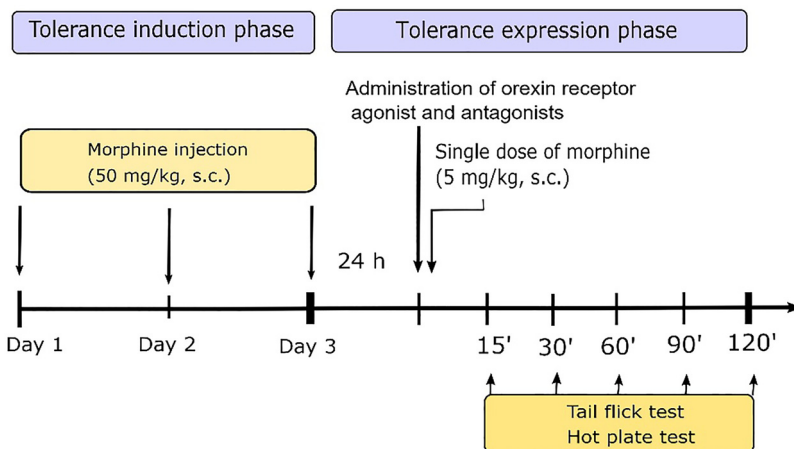 Tolerance induction phase
Tolerance expression phase
Administration of orexin receptor
agonist and antagonists
Morphine injection
(50 mg/kg, s.c.)
Single dose of morphine
(5 mg/kg, s.c.)
24 h
Day 1
Day 2
Day 3
15'
30'
60'
90'
120'
Tail flick test
Hot plate test